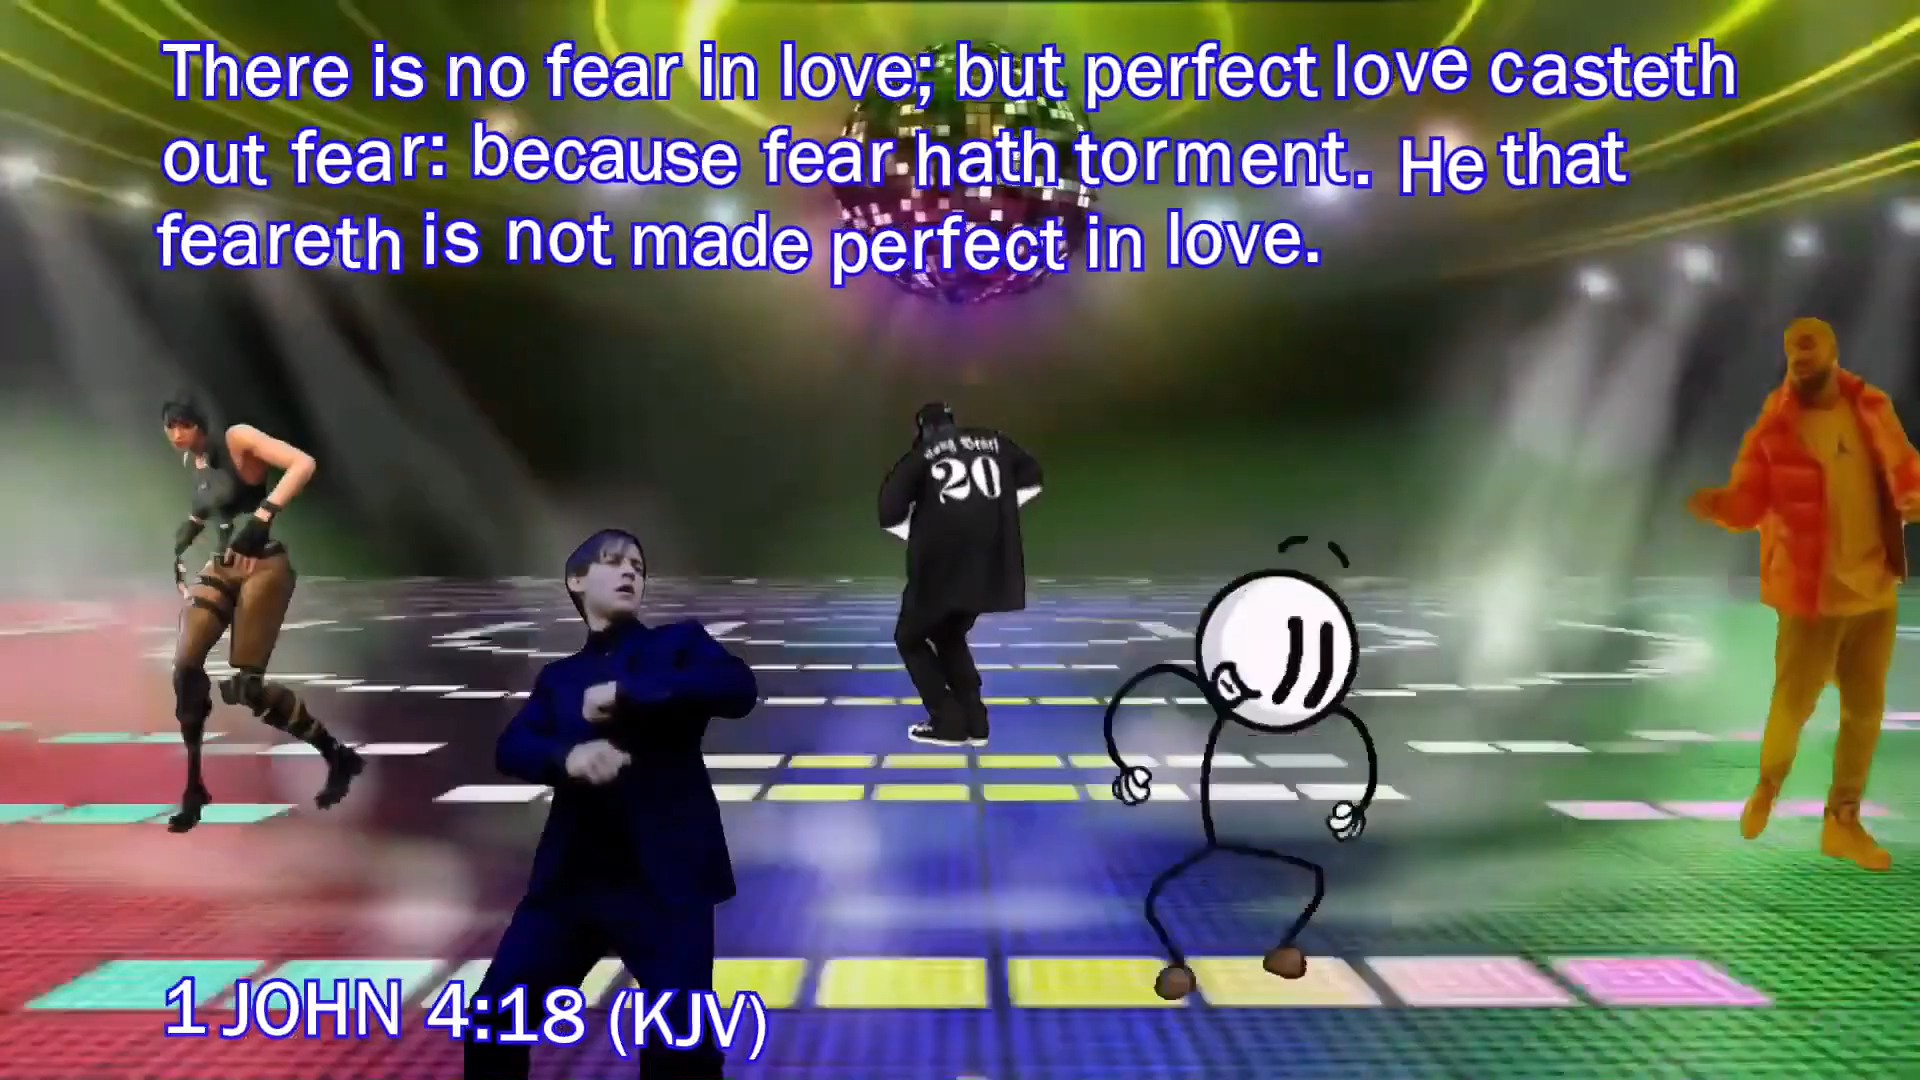 There is no fear in love; but perfect love casteth
out fear: because fear hath torment. He that
feareth is not made perfect in love.
20
1 JOHN 4:18 (KJV)